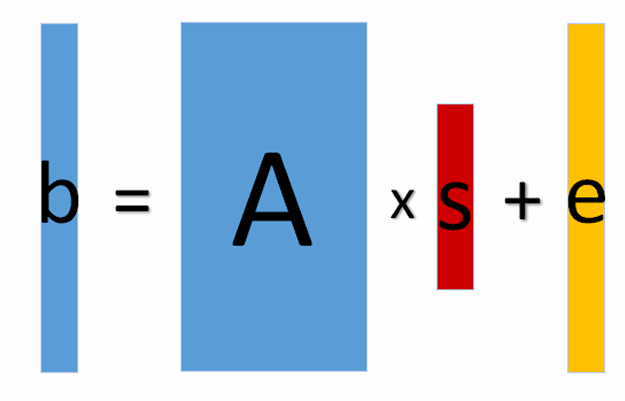 b = A x s + e